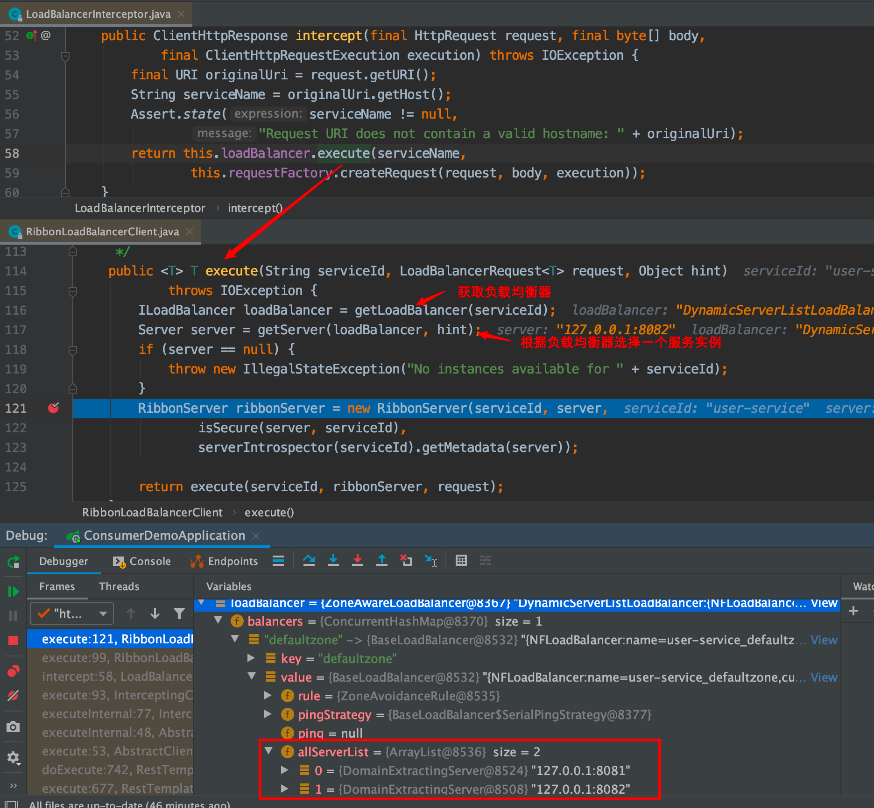 LoadBalancerInterceptor.java
52 public ClientHttpResponse intercept(final HttpRequest request, final byte[] body,
53 final ClientHttpRequestExecution execution) throws IOException {
54 final URI originalUri = request.getURI();
55 String serviceName = originalUri.getHost();
56 Assert.state( expression: serviceName != null,
57 message: "Request URI does not contain a valid hostname: " + originalUri);
58 return this.loadBalancer.execute(serviceName,
59 this.requestFactory.createRequest(request, body, execution));
60 }
LoadBalancerInterceptor › intercept()
RibbonLoadBalancerClient.java
113 */
114 public <T> T execute(String serviceId, LoadBalancerRequest<T> request, Object hint) serviceId: "user-s
115 throws IOException {
获取负载均衡器
116 ILoadBalancer loadBalancer = getLoadBalancer(serviceId); loadBalancer: "DynamicServerListLoadBalan
117 Server server = getServer(loadBalancer, hint); server: "127.0.0.1:8082" loadBalancer: "DynamicSer
根据负载均衡器选择一个服务实例
118 if (server == null) {
119 throw new IllegalStateException("No instances available for " + serviceId);
120 }
121 RibbonServer ribbonServer = new RibbonServer(serviceId, server, serviceId: "user-service" server:
122 isSecure(server, serviceId),
123 serverIntrospector(serviceId).getMetadata(server));
124
125 return execute(serviceId, ribbonServer, request);
RibbonLoadBalancerClient › execute()
Debug: ConsumerDemoApplication
Debugger Console Endpoints
Frames Threads Variables Watc
"ht...
loadBalancer = {ZoneAwareLoadBalancer@8367} "DynamicServerListLoadBalancer:{NFLoadBalanc... View
execute:121, RibbonLoadB
execute:99, RibbonLoadBa
intercept:58, LoadBalance
execute:93, InterceptingC
executeInternal:77, Interc
executeInternal:48, Abstrac
execute:53, AbstractClien
doExecute:742, RestTempl
execute:677, RestTemplat
balancers = {ConcurrentHashMap@8370} size = 1
"defaultzone" -> {BaseLoadBalancer@8532} "{NFLoadBalancer:name=user-service_defaultz... View
key = "defaultzone"
value = {BaseLoadBalancer@8532} "{NFLoadBalancer:name=user-service_defaultzone,cu... View
rule = {ZoneAvoidanceRule@8535}
pingStrategy = {BaseLoadBalancer$SerialPingStrategy@8377}
ping = null
allServerList = {ArrayList@8536} size = 2
0 = {DomainExtractingServer@8524} "127.0.0.1:8081"
1 = {DomainExtractingServer@8508} "127.0.0.1:8082"
All files are up-to-date (46 minutes ago)